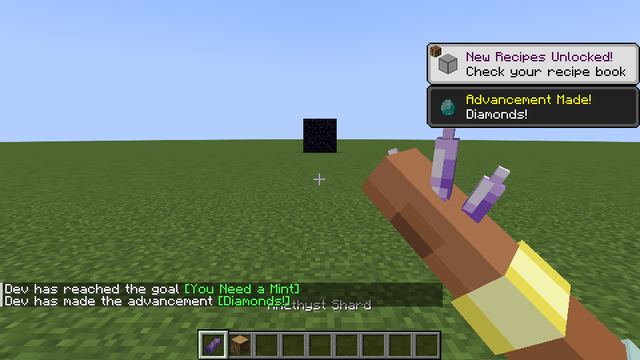 New Recipes Unlocked!
Check your recipe book
Advancement Made!
Diamonds!
Dev has reached the goal [You Need a Mint]
Dev has made the advancement [Diamonds!]
Amethyst Shard